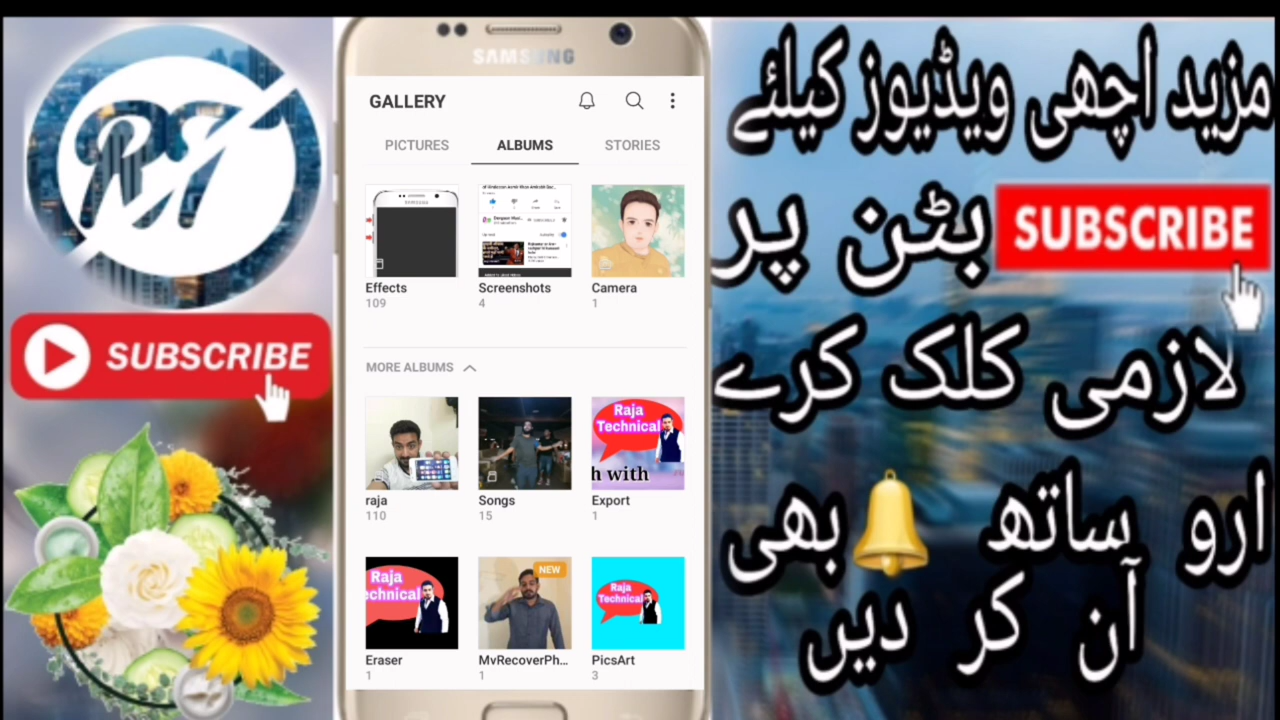 SUBSCRIBE
SAMSUNG
GALLERY
PICTURES ALBUMS STORIES
Effects
109
Screenshots
4
Camera
1
MORE ALBUMS
raja
110
Songs
15
Raja
Technical
h with
Export
1
Raja
Technical
Eraser
1
NEW
MvRecoverPh...
1
Raja
Technical
PicsArt
3
مزید اچھی ویڈیوز کیلئے
SUBSCRIBE بٹن پر
لازمی کلک کرے
ارو ساتھ 🔔 بھی
آن کر دیں